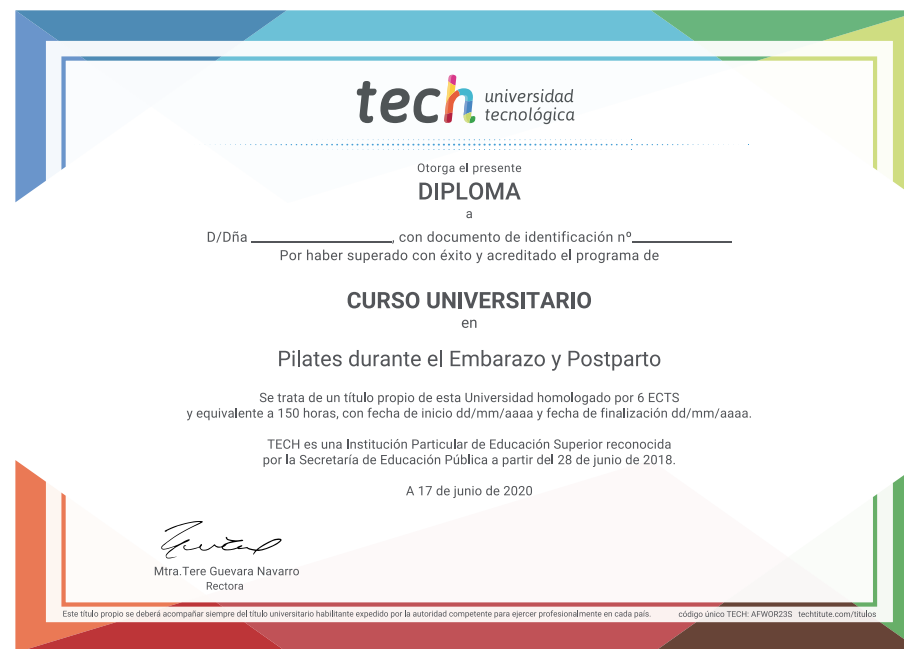 tech universidad
tecnológica
Otorga el presente
DIPLOMA
a
D/Dña ____________________, con documento de identificación nº______________
Por haber superado con éxito y acreditado el programa de
CURSO UNIVERSITARIO
en
Pilates durante el Embarazo y Postparto
Se trata de un título propio de esta Universidad homologado por 6 ECTS
y equivalente a 150 horas, con fecha de inicio dd/mm/aaaa y fecha de finalización dd/mm/aaaa.
TECH es una Institución Particular de Educación Superior reconocida
por la Secretaría de Educación Pública a partir del 28 de junio de 2018.
A 17 de junio de 2020
Mtra.Tere Guevara Navarro
Rectora
Este título propio se deberá acompañar siempre del título universitario habilitante expedido por la autoridad competente para ejercer profesionalmente en cada país. código único TECH: AFWOR23S techtitute.com/titulos